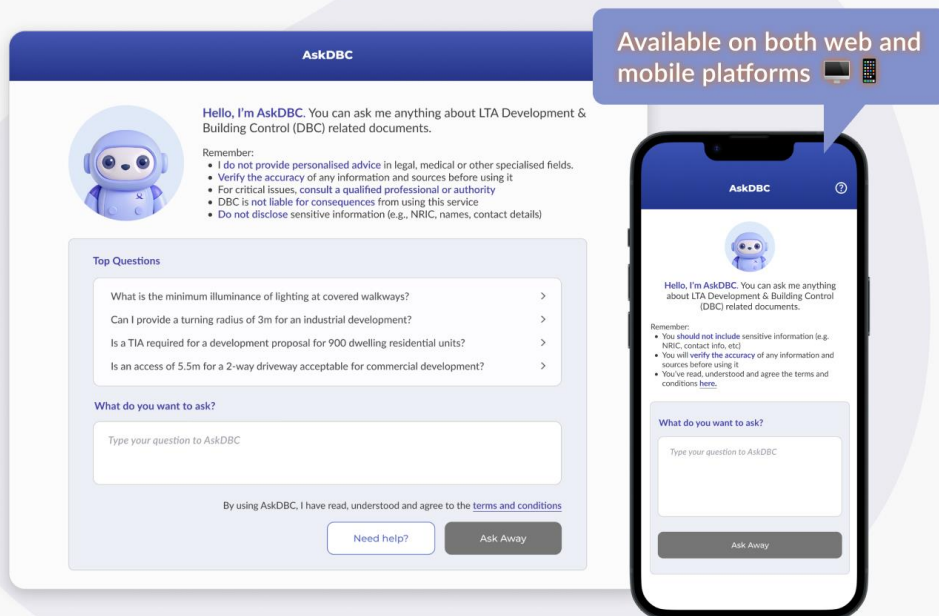 AskDBC
Hello, I'm AskDBC. You can ask me anything about LTA Development &
Building Control (DBC) related documents.
Remember:
• I do not provide personalised advice in legal, medical or other specialised fields.
• Verify the accuracy of any information and sources before using it
• For critical issues, consult a qualified professional or authority
• DBC is not liable for consequences from using this service
• Do not disclose sensitive information (e.g., NRIC, names, contact details)
Top Questions
What is the minimum illuminance of lighting at covered walkways?
Can I provide a turning radius of 3m for an industrial development?
Is a TIA required for a development proposal for 900 dwelling residential units?
Is an access of 5.5m for a 2-way driveway acceptable for commercial development?
What do you want to ask?
Type your question to AskDBC
By using AskDBC, I have read, understood and agree to the terms and conditions
Need help?
Ask Away
Available on both web and
mobile platforms 🖥️📱
AskDBC
?
Hello, I'm AskDBC. You can ask me anything
about LTA Development & Building Control
(DBC) related documents.
Remember:
• You should not include sensitive information (e.g.
NRIC, contact info, etc)
• You will verify the accuracy of any information and
sources before using it
• You've read, understood and agree the terms and
conditions here.
What do you want to ask?
Type your question to AskDBC
Ask Away